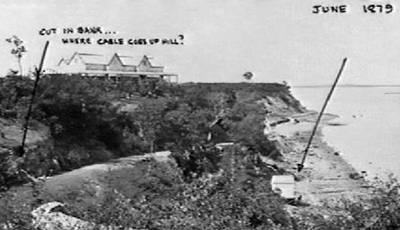 JUNE 1879
CUT IN BANK...
WHERE CABLE GOES UP HILL?